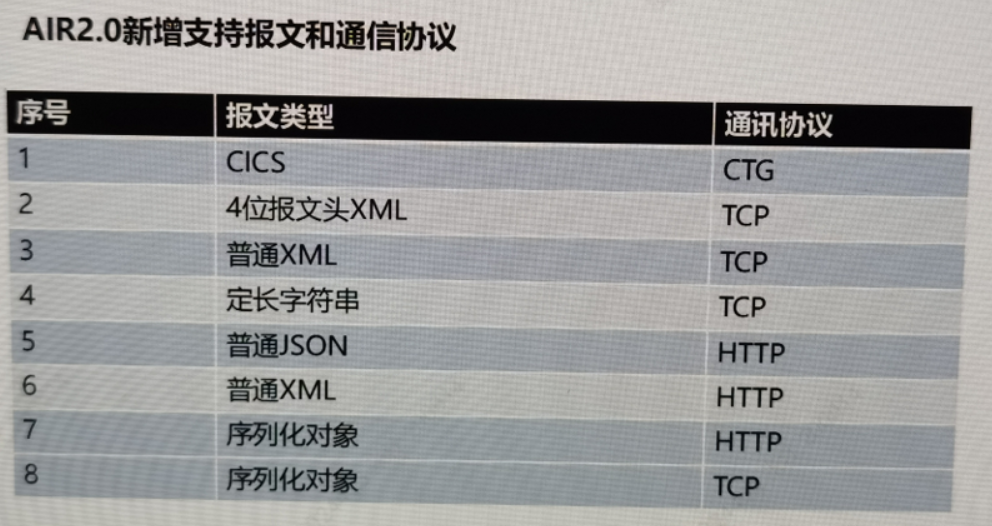 AIR2.0新增支持报文和通信协议
序号 报文类型 通讯协议
1 CICS CTG
2 4位报文头XML TCP
3 普通XML TCP
4 定长字符串 TCP
5 普通JSON HTTP
6 普通XML HTTP
7 序列化对象 HTTP
8 序列化对象 TCP